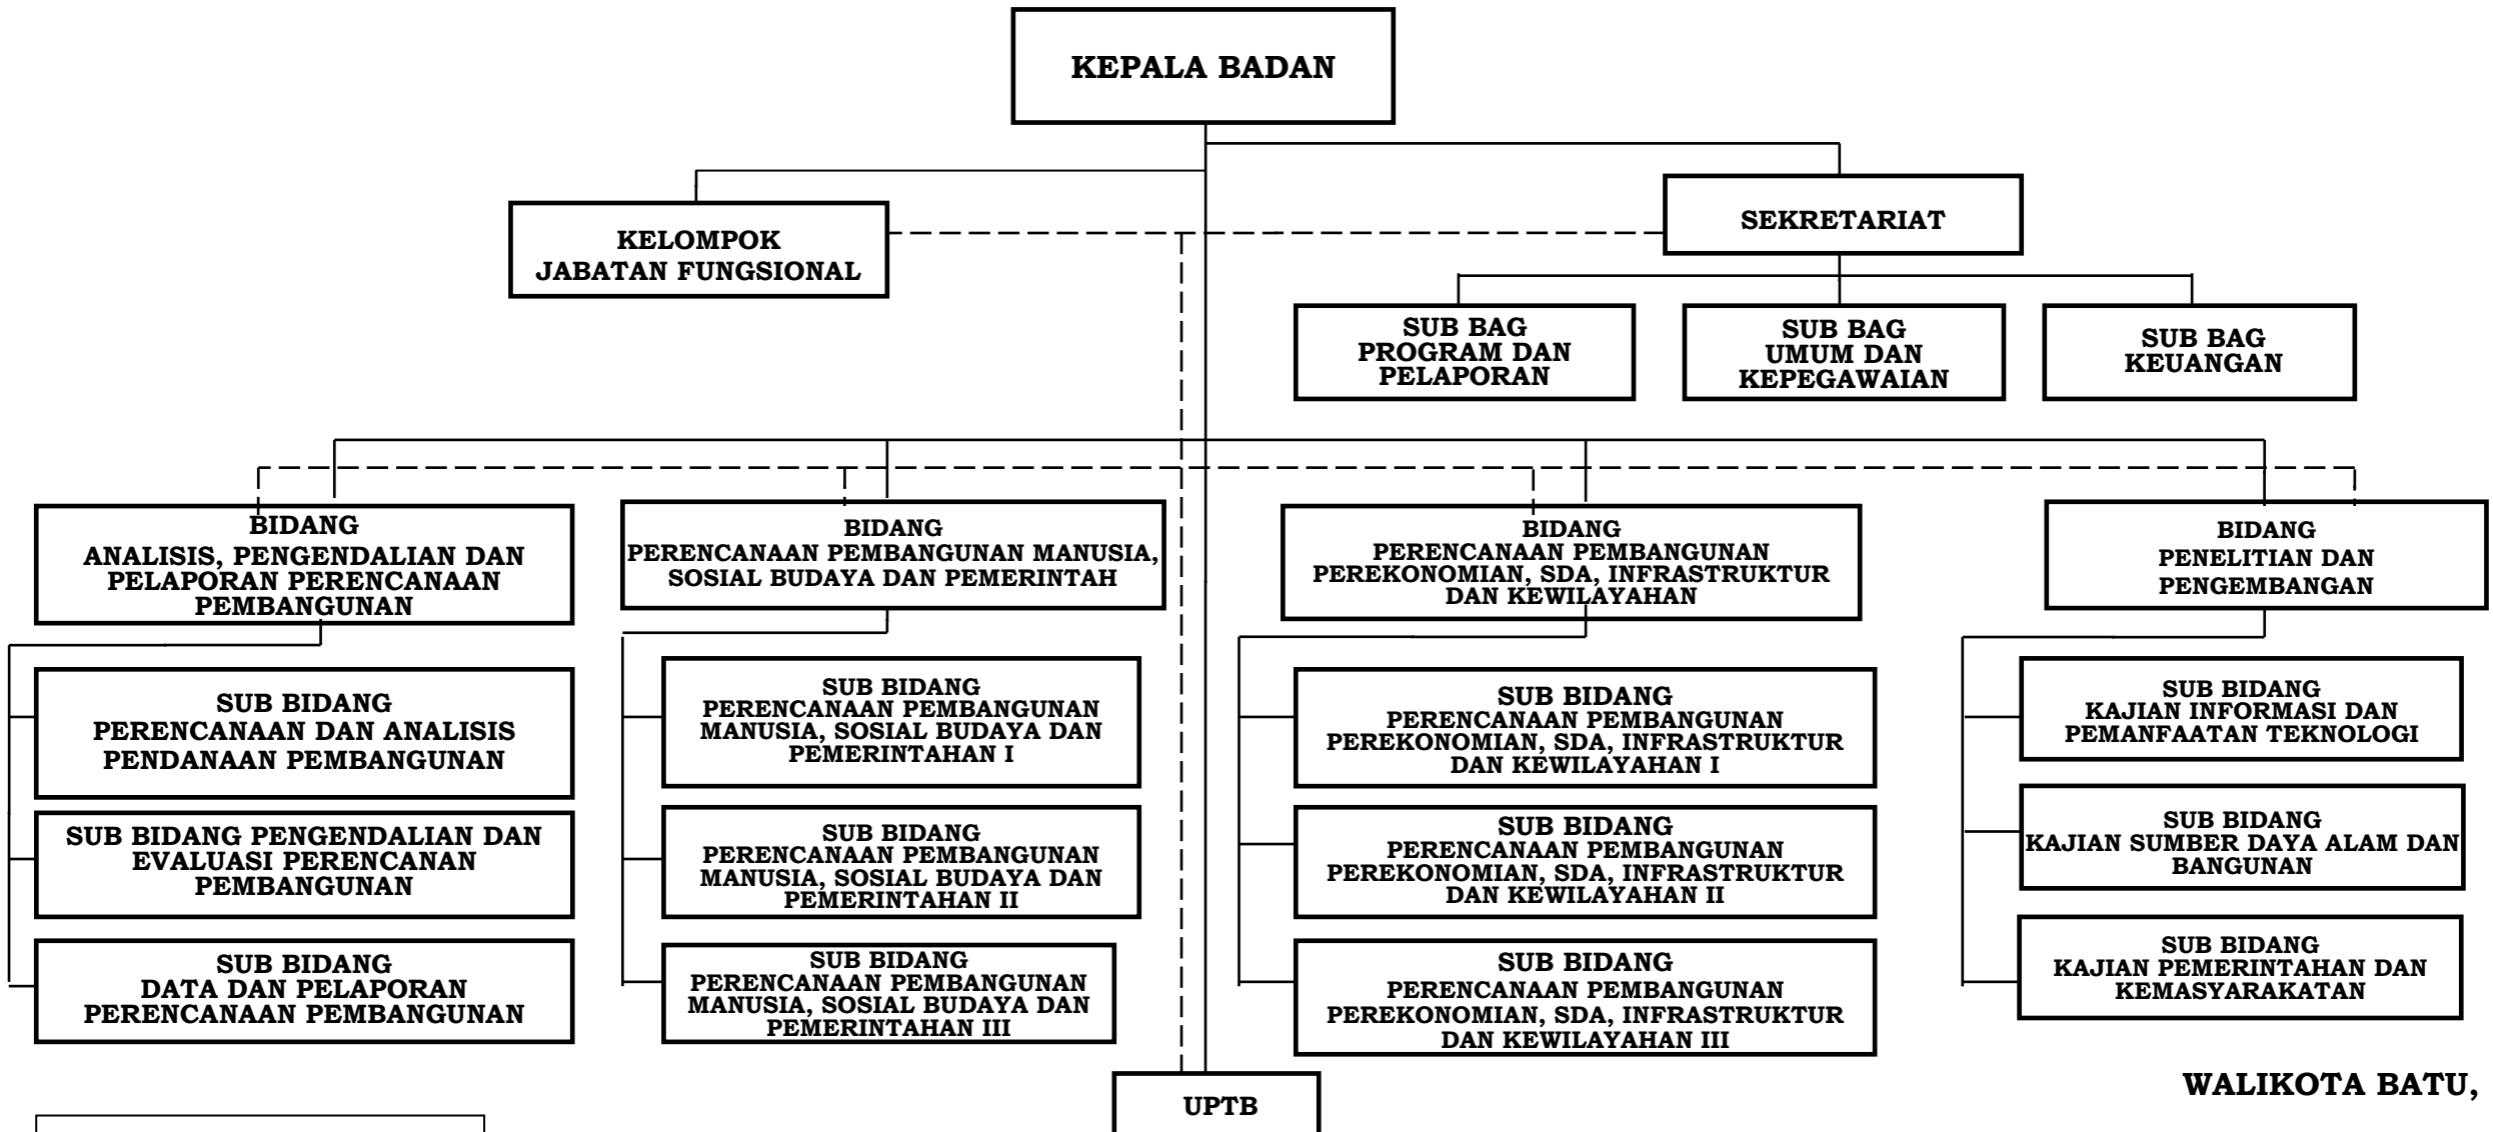 KEPALA BADAN
KELOMPOK
JABATAN FUNGSIONAL
SEKRETARIAT
SUB BAG
PROGRAM DAN
PELAPORAN
SUB BAG
UMUM DAN
KEPEGAWAIAN
SUB BAG
KEUANGAN
BIDANG
ANALISIS, PENGENDALIAN DAN
PELAPORAN PERENCANAAN
PEMBANGUNAN
BIDANG
PERENCANAAN PEMBANGUNAN MANUSIA,
SOSIAL BUDAYA DAN PEMERINTAH
BIDANG
PERENCANAAN PEMBANGUNAN
PEREKONOMIAN, SDA, INFRASTRUKTUR
DAN KEWILAYAHAN
BIDANG
PENELITIAN DAN
PENGEMBANGAN
SUB BIDANG
PERENCANAAN DAN ANALISIS
PENDANAAN PEMBANGUNAN
SUB BIDANG PENGENDALIAN DAN
EVALUASI PERENCANAN
PEMBANGUNAN
SUB BIDANG
DATA DAN PELAPORAN
PERENCANAAN PEMBANGUNAN
SUB BIDANG
PERENCANAAN PEMBANGUNAN
MANUSIA, SOSIAL BUDAYA DAN
PEMERINTAHAN I
SUB BIDANG
PERENCANAAN PEMBANGUNAN
MANUSIA, SOSIAL BUDAYA DAN
PEMERINTAHAN II
SUB BIDANG
PERENCANAAN PEMBANGUNAN
MANUSIA, SOSIAL BUDAYA DAN
PEMERINTAHAN III
SUB BIDANG
PERENCANAAN PEMBANGUNAN
PEREKONOMIAN, SDA, INFRASTRUKTUR
DAN KEWILAYAHAN I
SUB BIDANG
PERENCANAAN PEMBANGUNAN
PEREKONOMIAN, SDA, INFRASTRUKTUR
DAN KEWILAYAHAN II
SUB BIDANG
PERENCANAAN PEMBANGUNAN
PEREKONOMIAN, SDA, INFRASTRUKTUR
DAN KEWILAYAHAN III
SUB BIDANG
KAJIAN INFORMASI DAN
PEMANFAATAN TEKNOLOGI
SUB BIDANG
KAJIAN SUMBER DAYA ALAM DAN
BANGUNAN
SUB BIDANG
KAJIAN PEMERINTAHAN DAN
KEMASYARAKATAN
UPTB
WALIKOTA BATU,